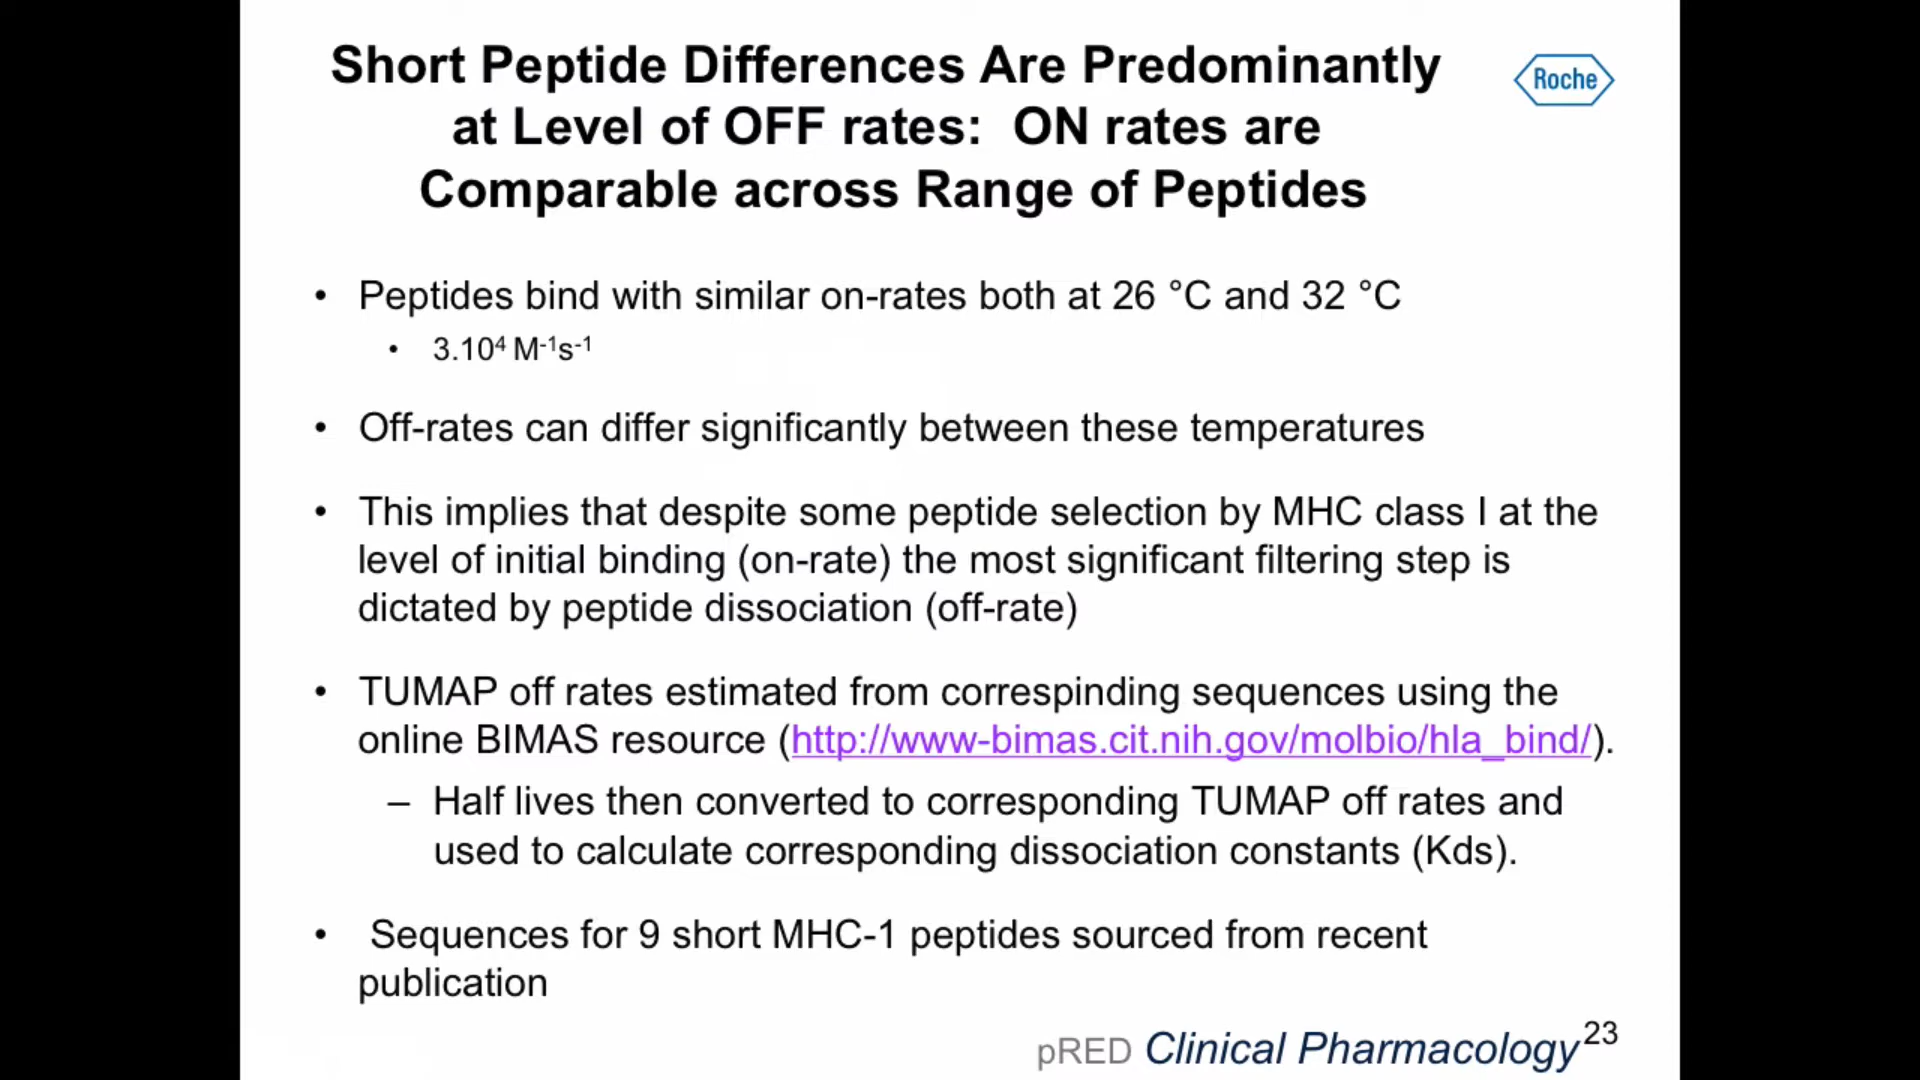 Short Peptide Differences Are Predominantly
at Level of OFF rates:  ON rates are
Comparable across Range of Peptides
Roche
• Peptides bind with similar on-rates both at 26 °C and 32 °C
• 3.10⁴ M⁻¹s⁻¹
• Off-rates can differ significantly between these temperatures
• This implies that despite some peptide selection by MHC class I at the
level of initial binding (on-rate) the most significant filtering step is
dictated by peptide dissociation (off-rate)
• TUMAP off rates estimated from correspinding sequences using the
online BIMAS resource (http://www-bimas.cit.nih.gov/molbio/hla_bind/).
– Half lives then converted to corresponding TUMAP off rates and
used to calculate corresponding dissociation constants (Kds).
• Sequences for 9 short MHC-1 peptides sourced from recent
publication
pRED Clinical Pharmacology 23